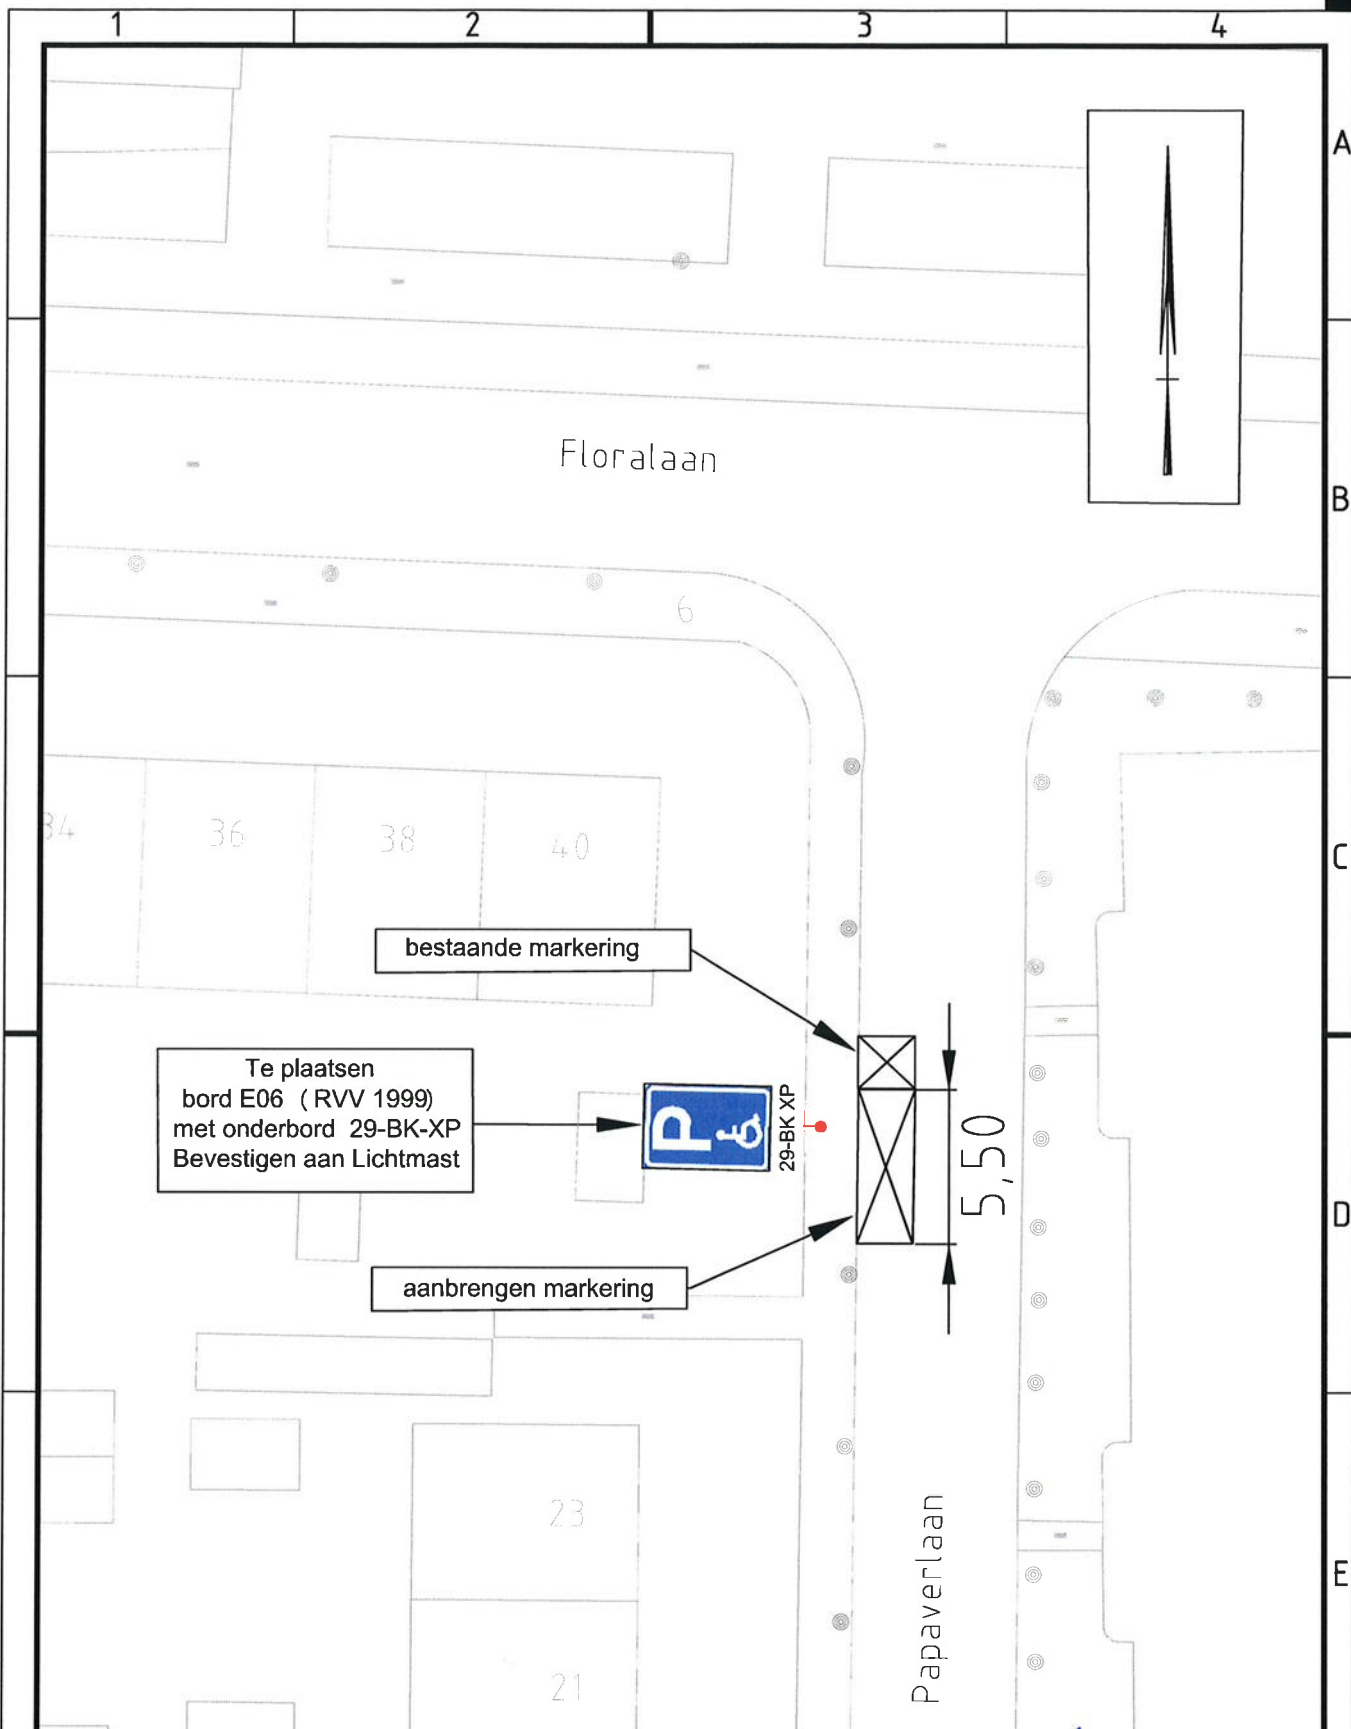 1 2 3 4
A
B
C
D
E
Floralaan
6
34
36
38
40
bestaande markering
Te plaatsen
bord E06 ( RVV 1999)
met onderbord 29-BK-XP
Bevestigen aan Lichtmast
P
29-BK XP
5,50
aanbrengen markering
23
21
Papaverlaan